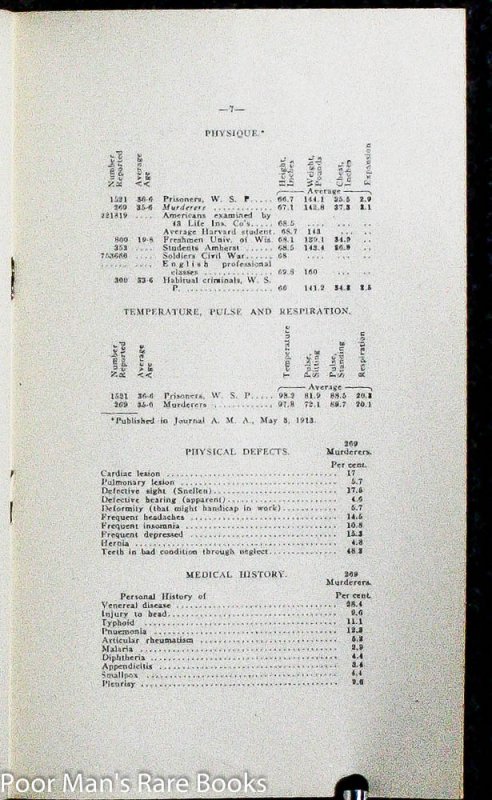 —7—
PHYSIQUE.*
Number Reported Average Age Height, Inches Weight, Pounds Chest, Inches Expansion
Average
1521 36-6 Prisoners, W. S. P..... 66.7 144.1 35.5 2.9
269 35-6 Murderers ............ 67.1 142.8 37.3 3.1
221819 .... Americans examined by
43 Life Ins. Co's..... 68.5 .... .... ..
Average Harvard student. 68.7 143 .... ..
800 19-8 Freshmen Univ. of Wis. 68.1 139.1 34.9 ..
353 .... Students Amherst ....... 68.5 143.4 36.8 ..
753686 .... Soldiers Civil War...... 68 .... .... ..
...... .... English professional
classes ............... 69.6 160 .... ..
300 33-6 Habitual criminals, W. S.
P. .................. 66 141.2 34.3 2.5
TEMPERATURE, PULSE AND RESPIRATION.
Number Reported Average Age Temperature Pulse, Sitting Pulse, Standing Respiration
Average
1521 36-6 Prisoners, W. S. P..... 98.2 81.9 88.5 20.3
269 35-6 Murderers ............. 97.8 72.1 88.7 20.1
*Published in Journal A. M. A., May 3, 1913.
PHYSICAL DEFECTS. 269 Murderers.
Per cent.
Cardiac lesion .................... 17
Pulmonary lesion .................... 5.7
Defective sight (Snellen).................... 17.5
Defective hearing (apparent) .................... 4.6
Deformity (that might handicap in work).................... 5.7
Frequent headaches .................... 14.5
Frequent insomnia .................... 10.8
Frequent depressed .................... 15.3
Hernia .................... 4.8
Teeth in bad condition through neglect.................... 48.3
MEDICAL HISTORY. 269 Murderers.
Personal History of Per cent.
Venereal disease .................... 28.4
Injury to head.................... 9.6
Typhoid .................... 11.1
Pnuemonia .................... 12.3
Articular rheumatism .................... 5.2
Malaria .................... 2.9
Diphtheria .................... 4.4
Appendicitis .................... 3.4
Smallpox .................... 4.4
Pleurisy .................... 2.6
Poor Man's Rare Books